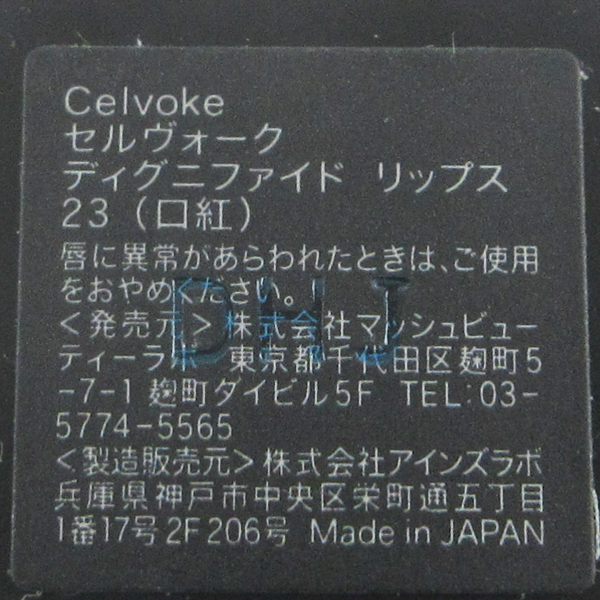 Celvoke
セルヴォーク
ディグニファイド リップス
23（口紅）
唇に異常があらわれたときは、ご使用
をおやめください。
DHJ
＜発売元＞株式会社マッシュビュー
ティーラボ 東京都千代田区麹町5
-7-1 麹町ダイビル5F TEL:03-
5774-5565
＜製造販売元＞株式会社アインズラボ
兵庫県神戸市中央区栄町通五丁目
1番17号2F206号 Made in JAPAN